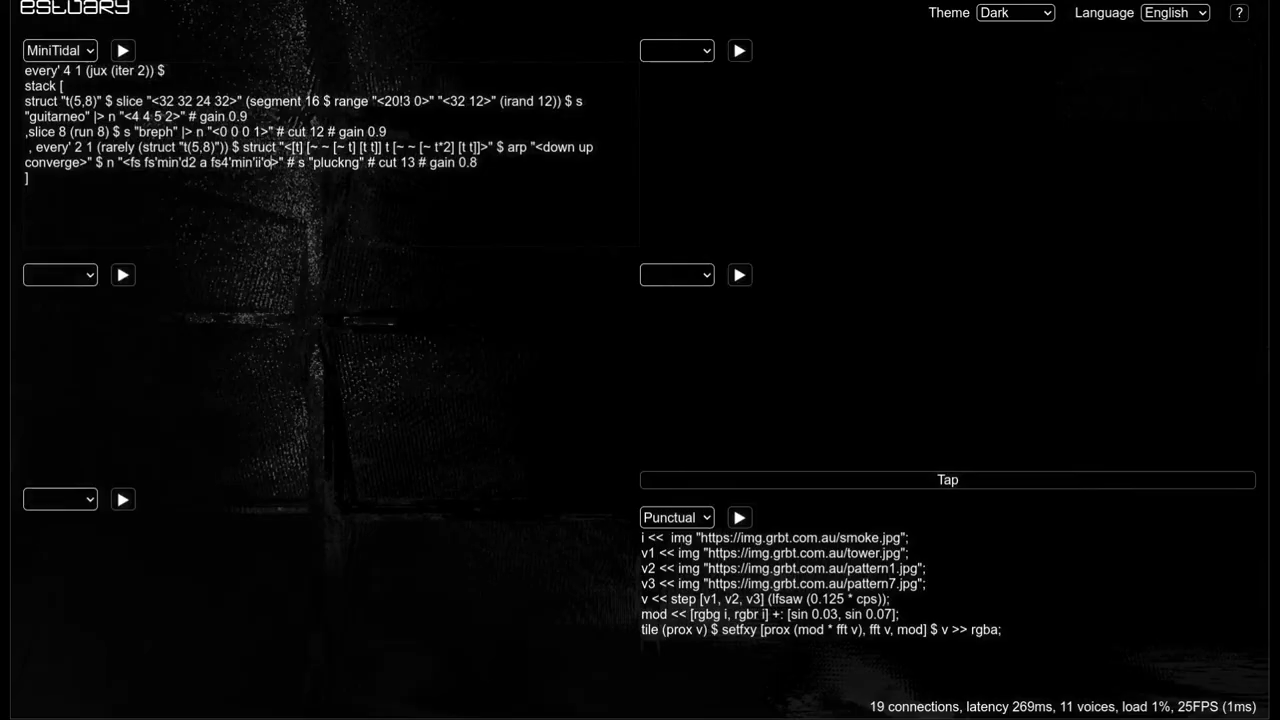 estuary
Theme Dark Language English ?
MiniTidal
every' 4 1 (jux (iter 2)) $
stack [
struct "t(5,8)" $ slice "<32 32 24 32>" (segment 16 $ range "<20!3 0>" "<32 12>" (irand 12)) $ s
"guitarneo" |> n "<4 4 5 2>" # gain 0.9
,slice 8 (run 8) $ s "breph" |> n "<0 0 0 1>" # cut 12 # gain 0.9
, every' 2 1 (rarely (struct "t(5,8)")) $ struct "<[t] [~ ~ [~ t] [t t]] t [~ ~ [~ t*2] [t t]]>" $ arp "<down up
converge>" $ n "<fs fs'min'd2 a fs4'min'ii'o>" # s "pluckng" # cut 13 # gain 0.8
]
Tap
Punctual
i << img "https://img.grbt.com.au/smoke.jpg";
v1 << img "https://img.grbt.com.au/tower.jpg";
v2 << img "https://img.grbt.com.au/pattern1.jpg";
v3 << img "https://img.grbt.com.au/pattern7.jpg";
v << step [v1, v2, v3] (lfsaw (0.125 * cps));
mod << [rgbg i, rgbr i] +: [sin 0.03, sin 0.07];
tile (prox v) $ setfxy [prox (mod * fft v), fft v, mod] $ v >> rgba;
19 connections, latency 269ms, 11 voices, load 1%, 25FPS (1ms)